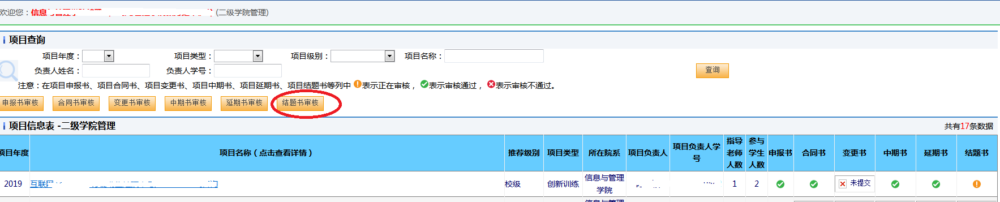 欢迎您：信息 (二级学院管理)
项目查询
项目年度： 项目类型： 项目级别： 项目名称：
负责人姓名： 负责人学号： 查询
注意：在项目申报书、项目合同书、项目变更书、项目中期书、项目延期书、项目结题书等列中 表示正在审核， 表示审核通过， 表示审核不通过。
申报书审核 合同书审核 变更书审核 中期书审核 延期书审核 结题书审核
项目信息表 -二级学院管理 共有17条数据
项目年度 项目名称（点击查看详情） 推荐级别 项目类型 所在院系 项目负责人 项目负责人学号 指导老师人数 参与学生人数 申报书 合同书 变更书 中期书 延期书 结题书
2019 互联网 校级 创新训练 信息与管理学院 1 2 未提交
信息与管理